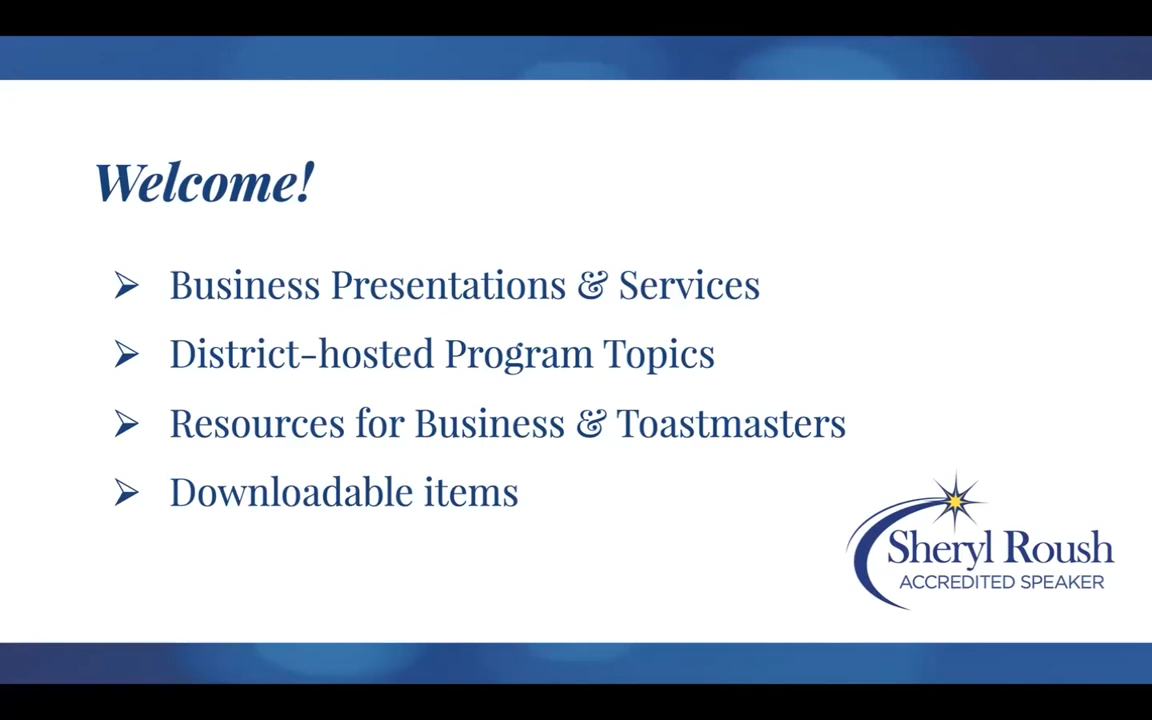 Welcome!
Business Presentations & Services
District-hosted Program Topics
Resources for Business & Toastmasters
Downloadable items
Sheryl Roush
ACCREDITED SPEAKER